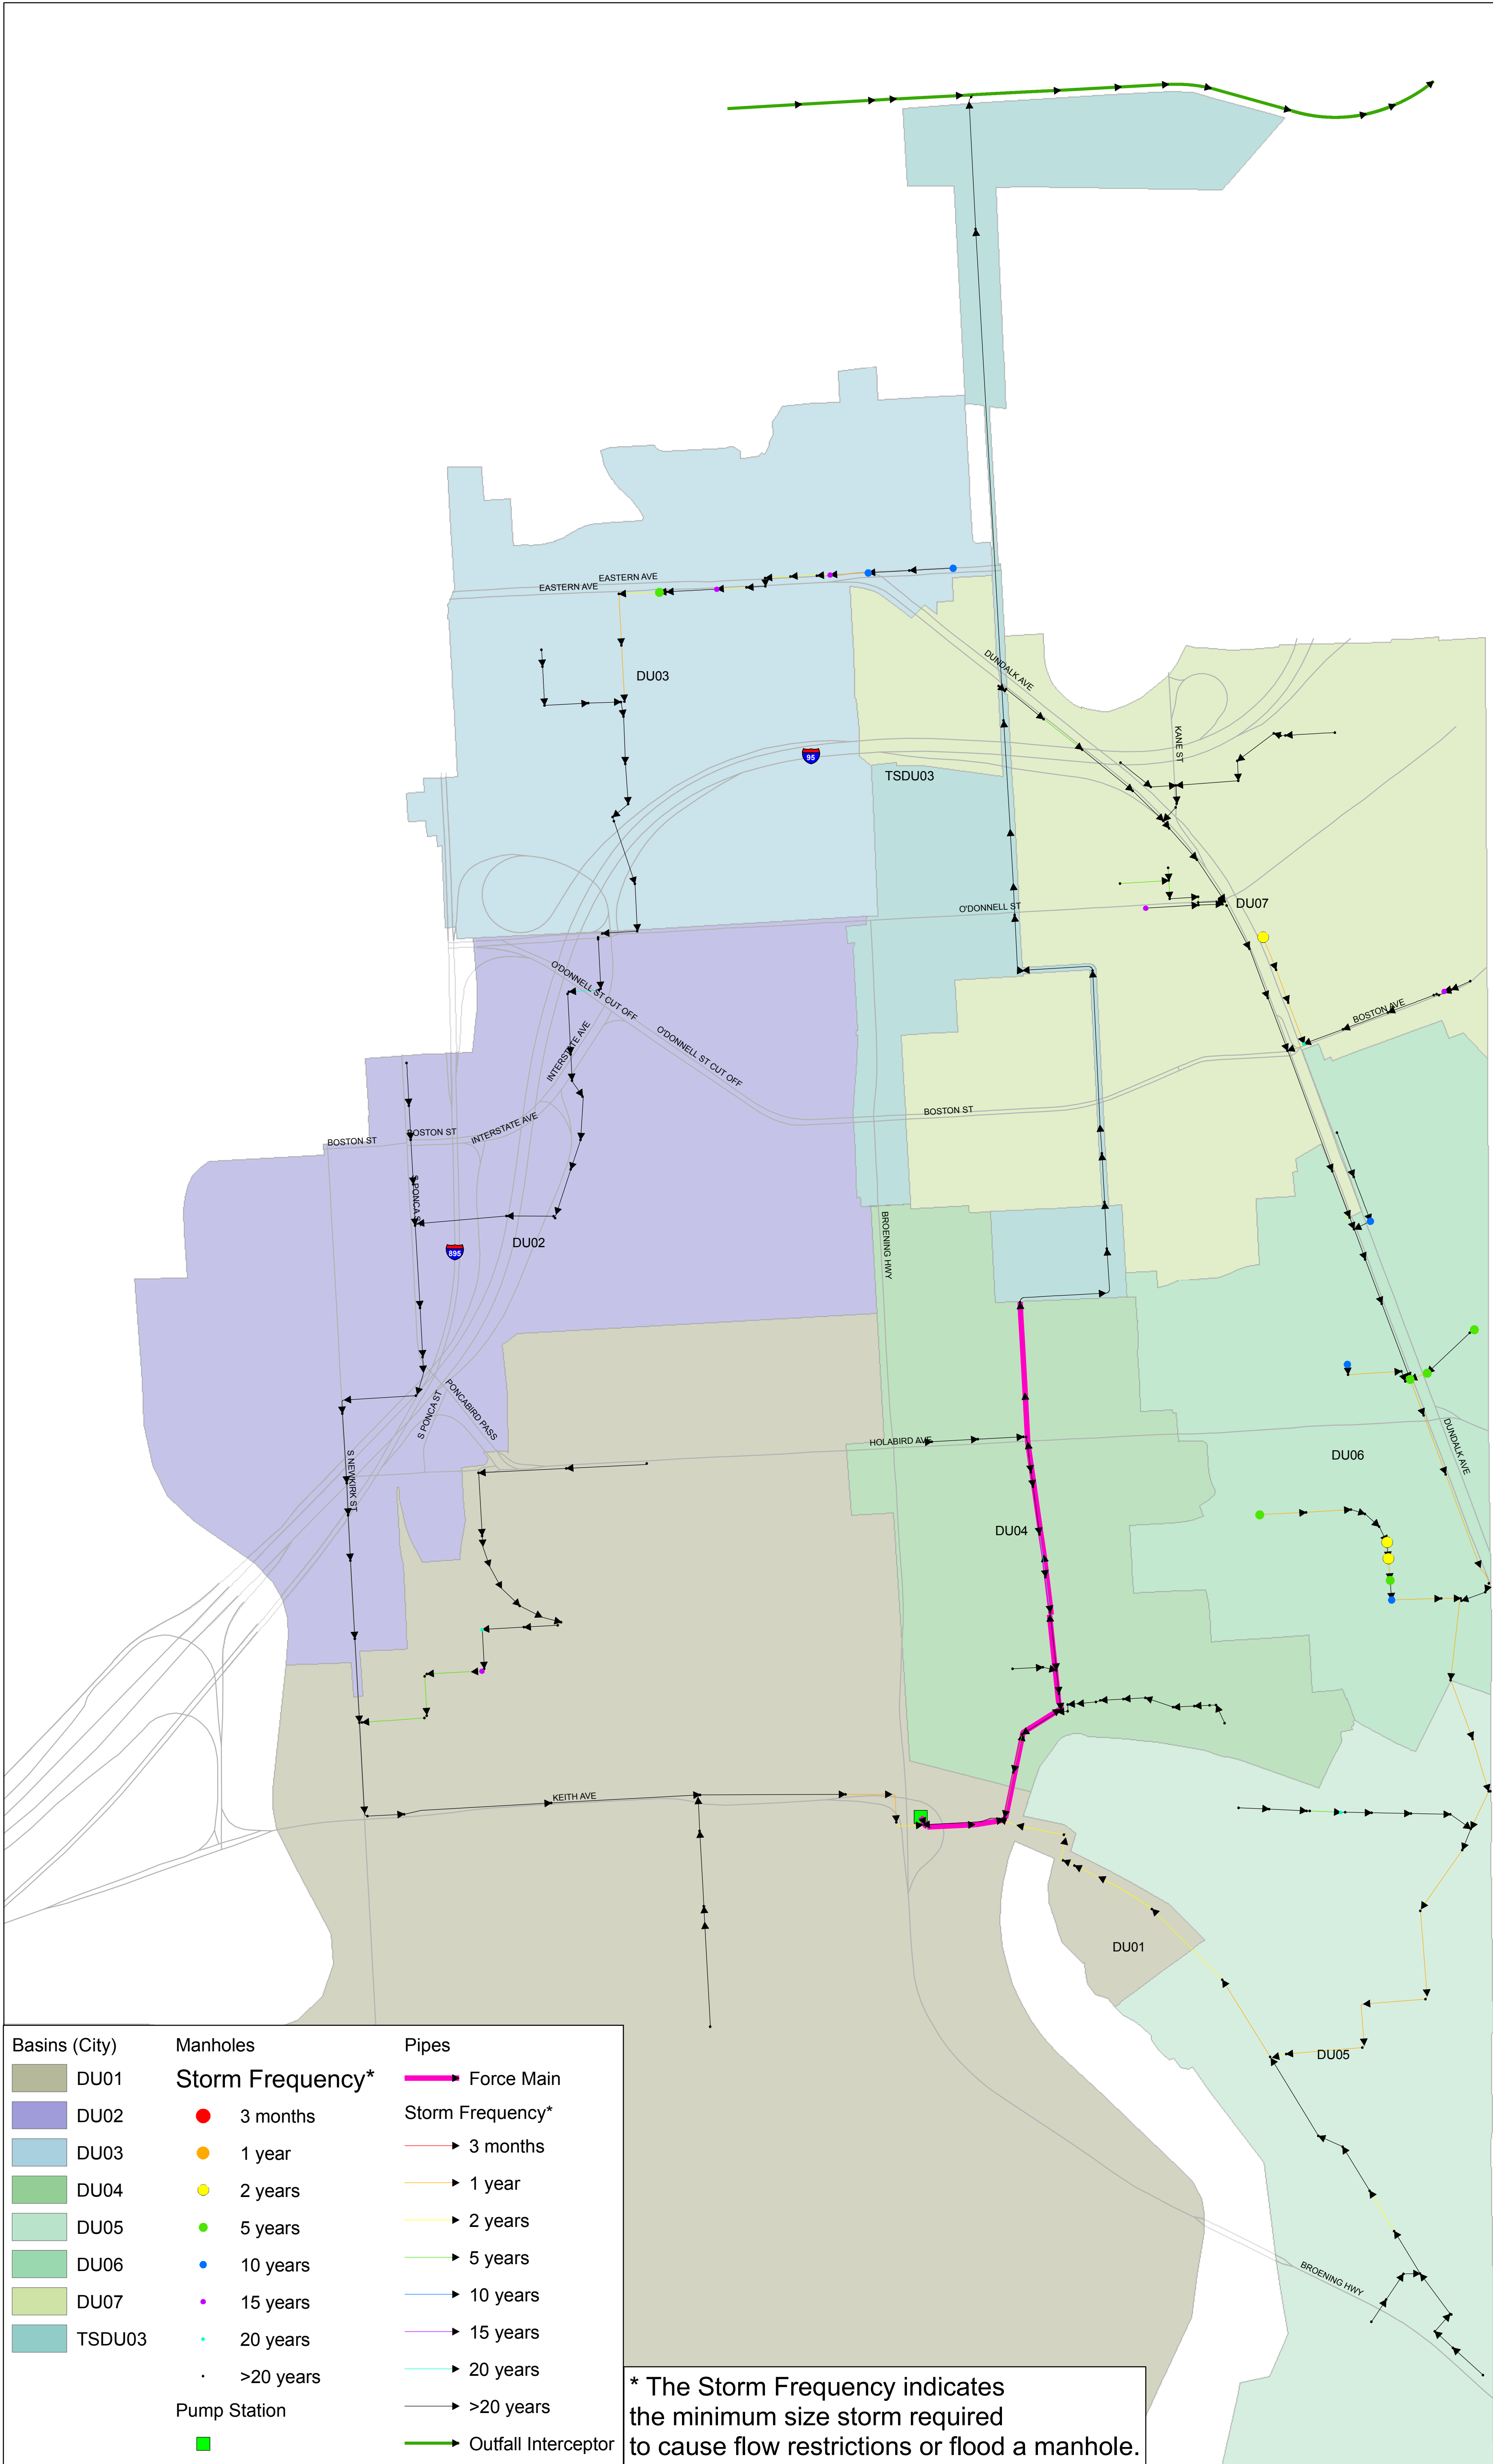 EASTERN AVE
EASTERN AVE
DU03
DUNDALK AVE
KANE ST
95
TSDU03
O'DONNELL ST
DU07
O'DONNELL ST CUT OFF
O'DONNELL ST CUT OFF
INTERSTATE AVE
BOSTON AVE
BOSTON ST
BOSTON ST
BOSTON ST
INTERSTATE AVE
S PONCA ST
BROENING HWY
DU02
895
PONCABIRD PASS
S PONCA ST
HOLABIRD AVE
DUNDALK AVE
DU06
S NEWKIRK ST
DU04
KEITH AVE
DU01
DU05
BROENING HWY
Basins (City)
DU01
DU02
DU03
DU04
DU05
DU06
DU07
TSDU03
Manholes
Storm Frequency*
3 months
1 year
2 years
5 years
10 years
15 years
20 years
>20 years
Pump Station
Pipes
Force Main
Storm Frequency*
3 months
1 year
2 years
5 years
10 years
15 years
20 years
>20 years
Outfall Interceptor
* The Storm Frequency indicates
the minimum size storm required
to cause flow restrictions or flood a manhole.